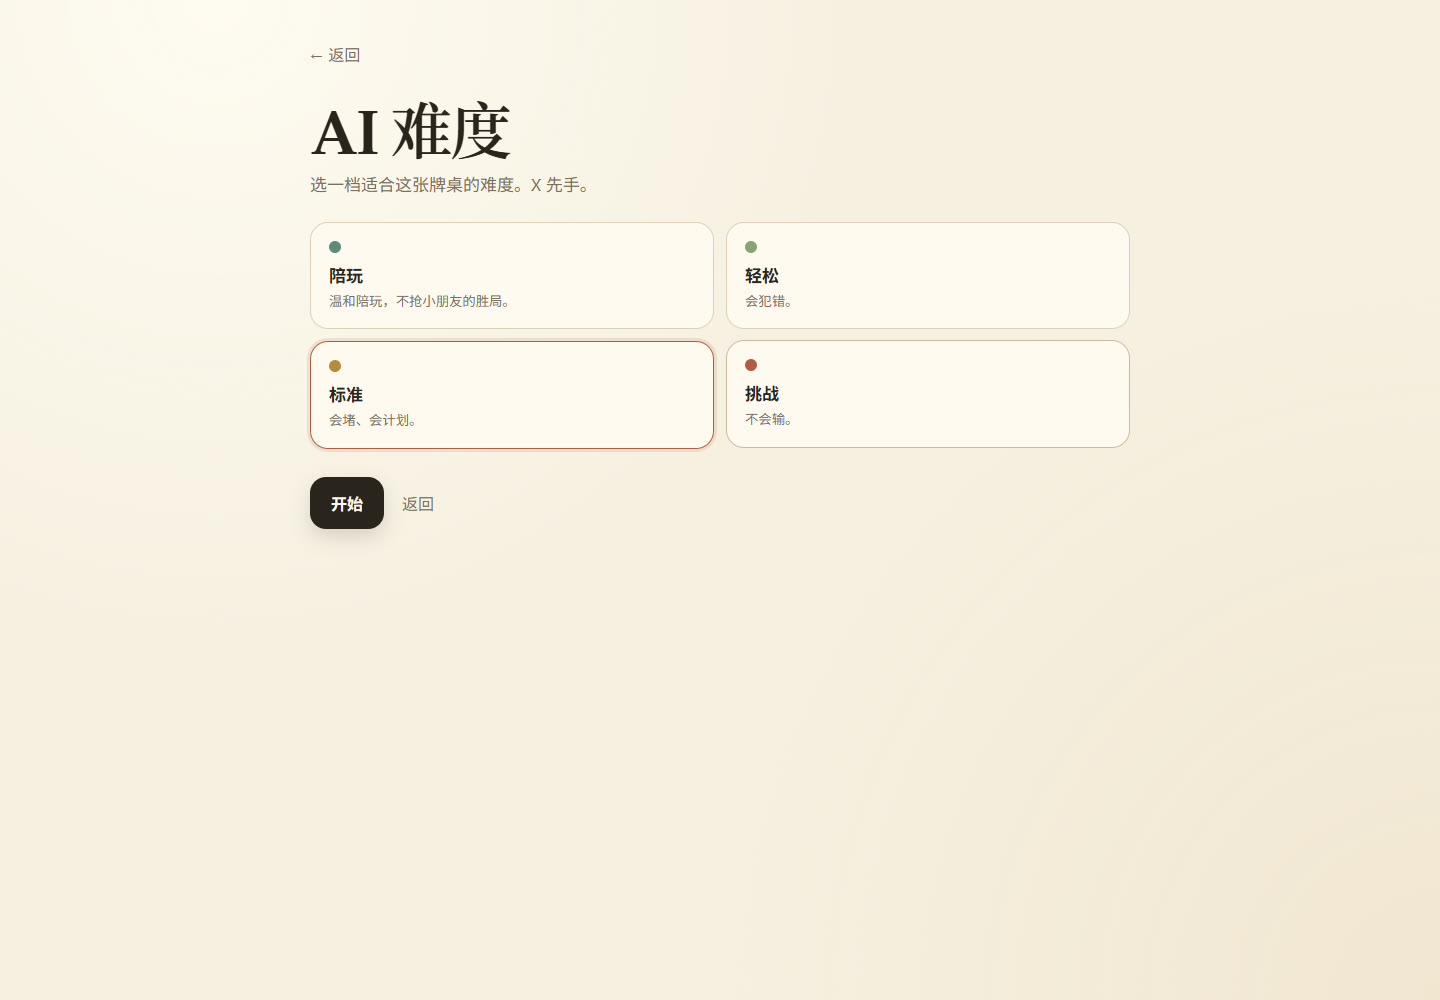 ← 返回
AI 难度
选一档适合这张牌桌的难度。X 先手。
陪玩
温和陪玩，不抢小朋友的胜局。
轻松
会犯错。
标准
会堵、会计划。
挑战
不会输。
开始
返回